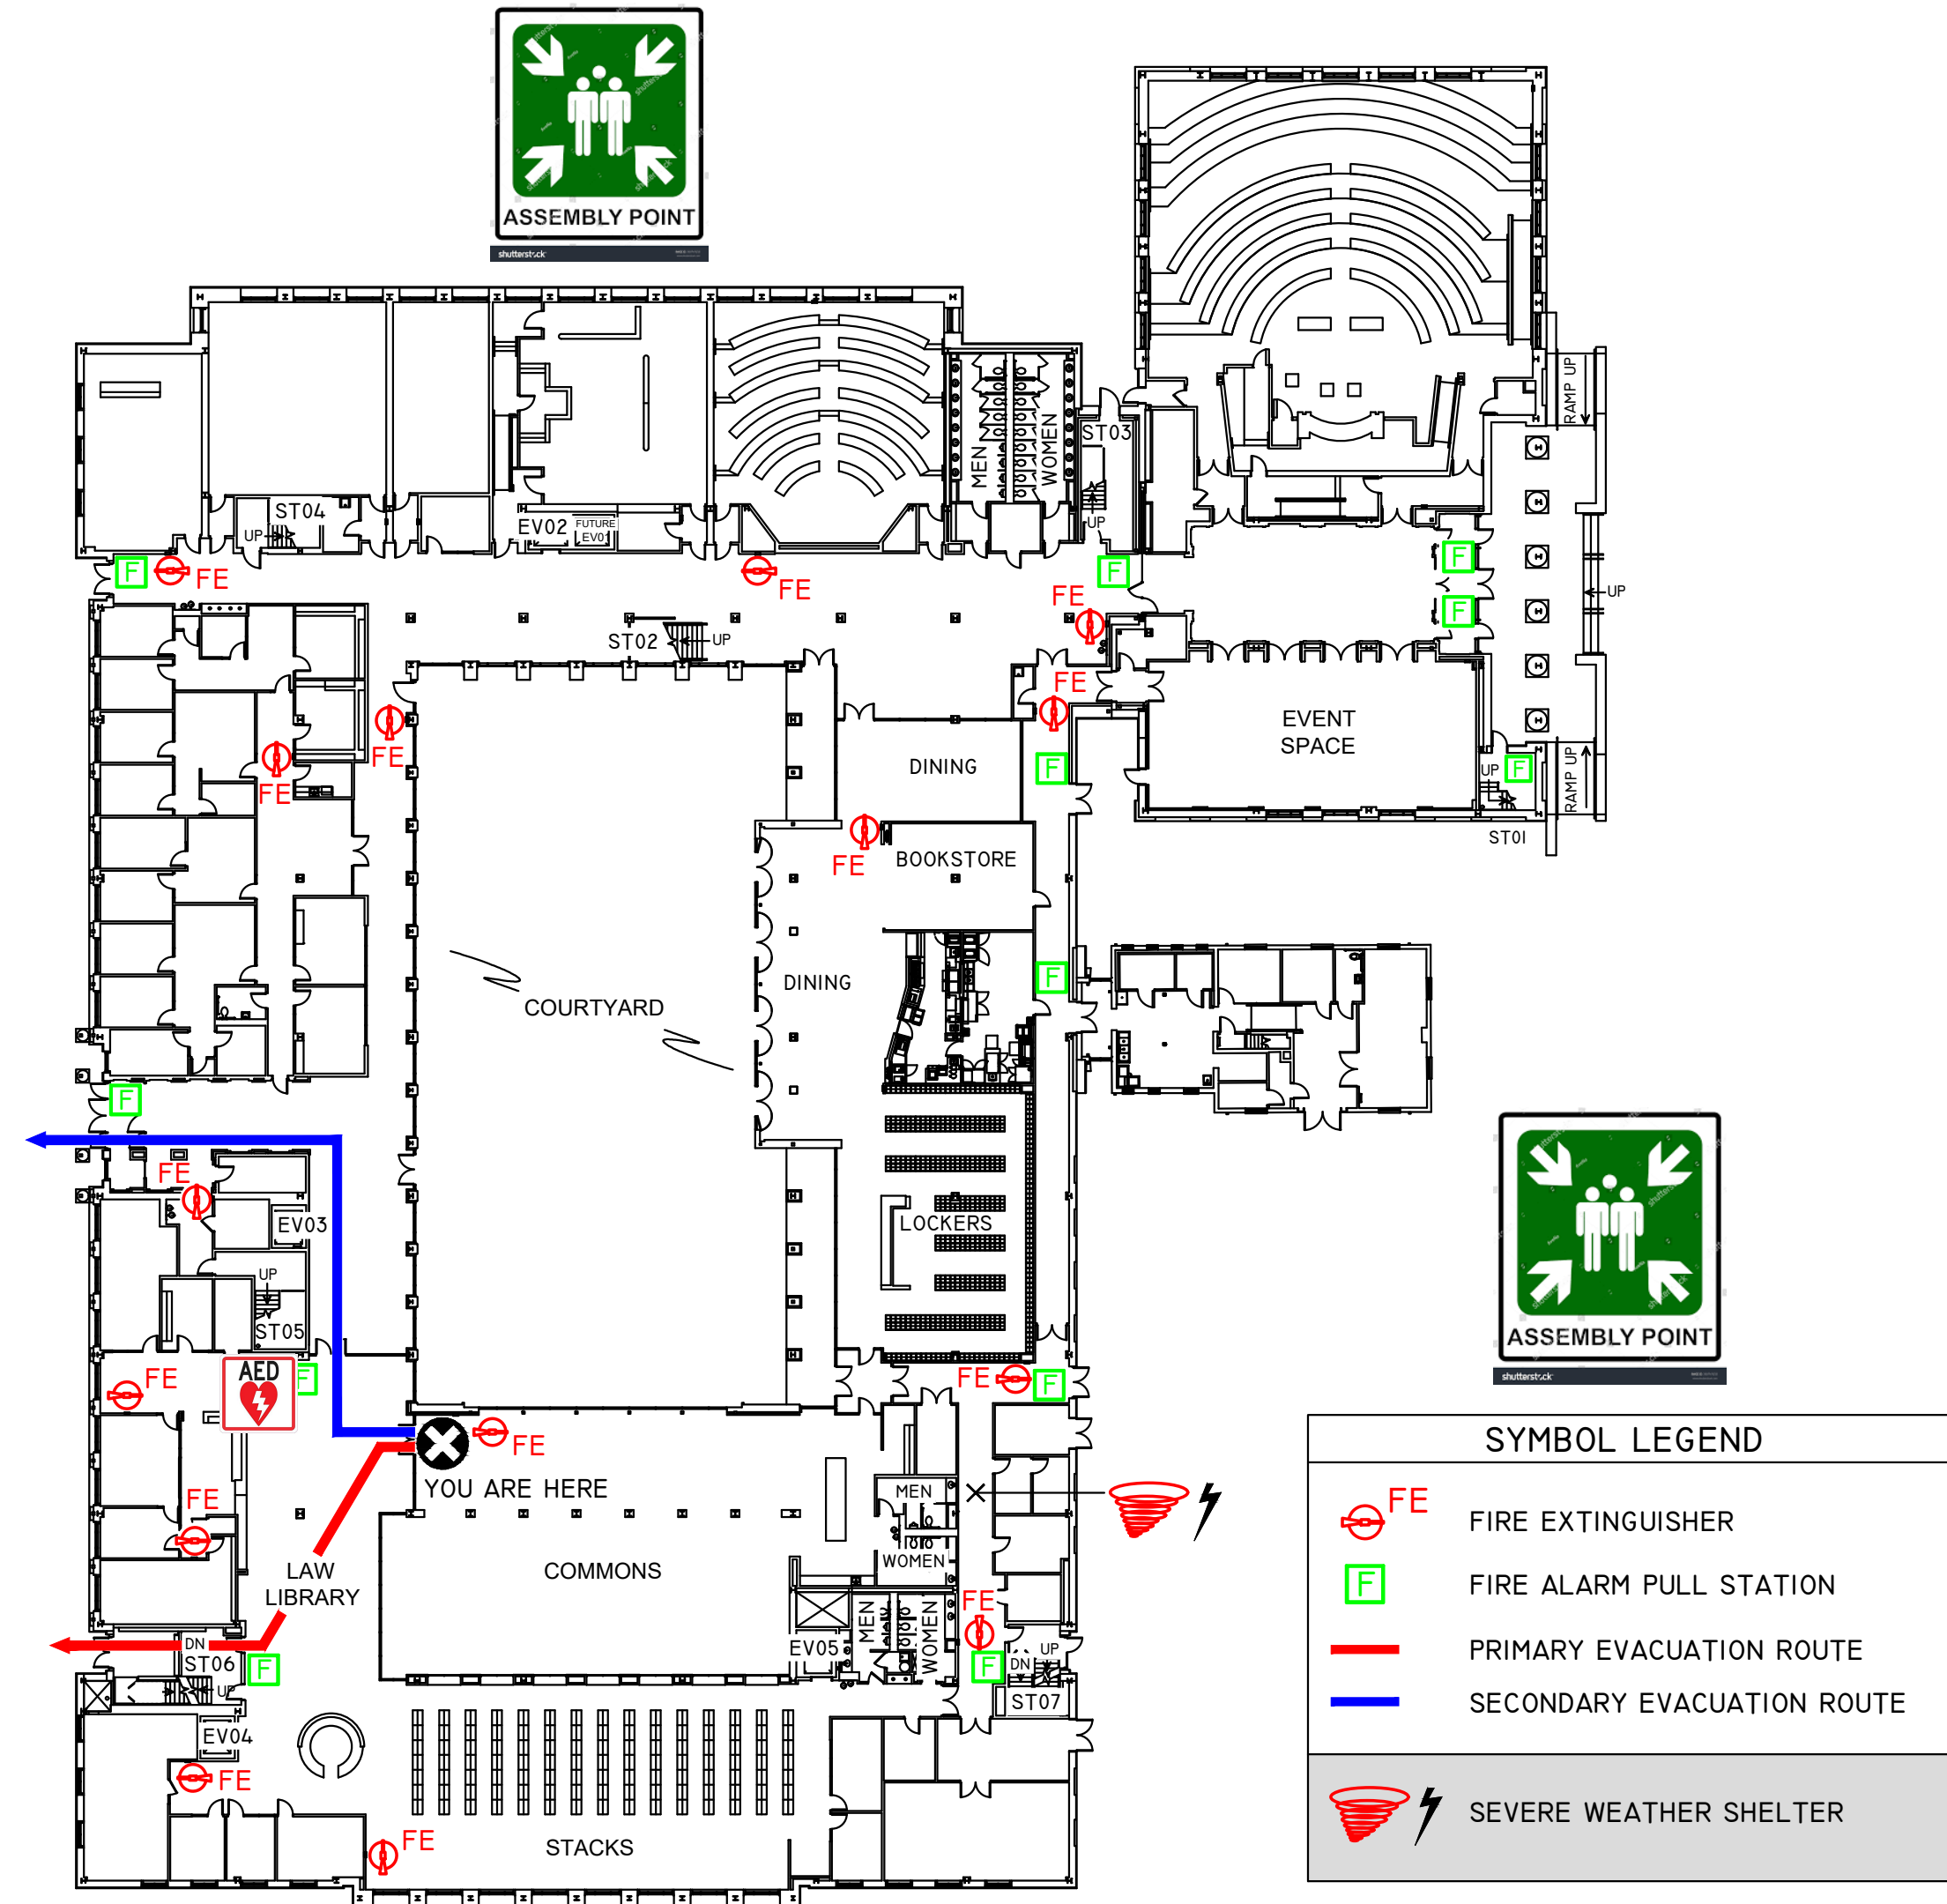 ASSEMBLY POINT
shutterstock
RAMP UP
MEN
WOMEN
ST03
UP
ST04
UP
EV02
FUTURE
EV01
F
FE
FE
F
FE
F
F
UP
ST02
UP
FE
FE
FE
F
DINING
EVENT
SPACE
UP
F
RAMP UP
ST01
FE
BOOKSTORE
COURTYARD
DINING
F
F
FE
EV03
LOCKERS
UP
ST05
ASSEMBLY POINT
shutterstock
AED
F
FE
FE
F
FE
YOU ARE HERE
MEN
WOMEN
FE
LAW
LIBRARY
COMMONS
MEN
WOMEN
FE
EV05
F
UP
DN
ST07
DN
ST06
F
UP
EV04
FE
FE
STACKS
SYMBOL LEGEND
FE
FIRE EXTINGUISHER
F
FIRE ALARM PULL STATION
PRIMARY EVACUATION ROUTE
SECONDARY EVACUATION ROUTE
SEVERE WEATHER SHELTER